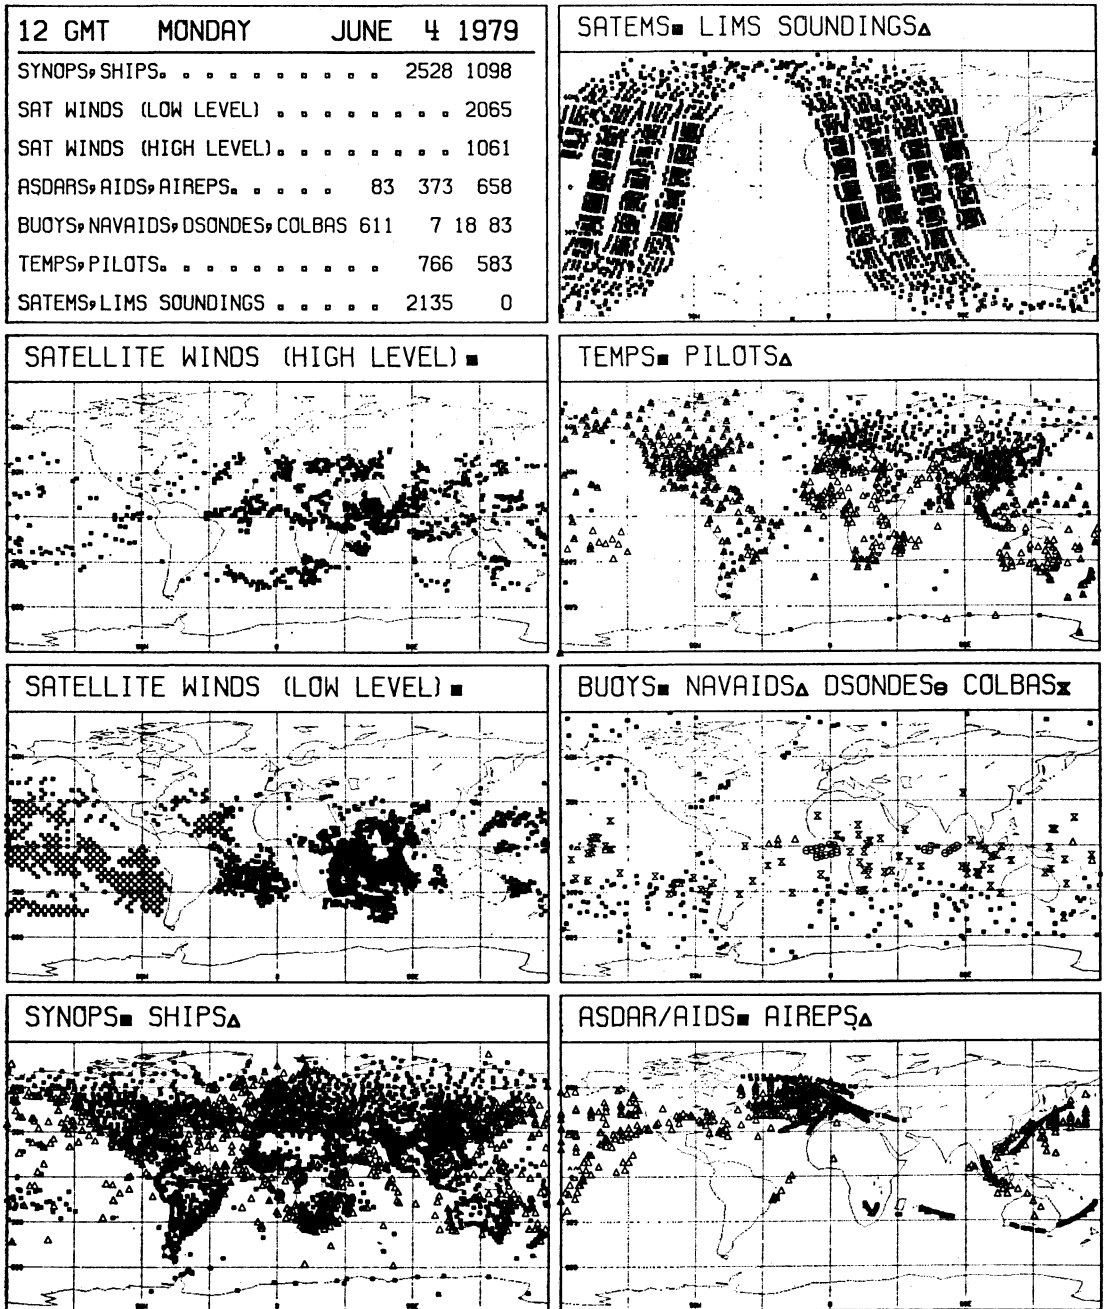 12 GMT MONDAY JUNE 4 1979
SYNOPS,SHIPS. . . . . . . . . . 2528 1098
SAT WINDS (LOW LEVEL) . . . . . . . . 2065
SAT WINDS (HIGH LEVEL). . . . . . . . 1061
ASDARS,AIDS,AIREPS. . . . . 83 373 658
BUOYS,NAVAIDS,DSONDES,COLBAS 611 7 18 83
TEMPS,PILOTS. . . . . . . . . . 766 583
SATEMS,LIMS SOUNDINGS . . . . . 2135 0
SATEMS■ LIMS SOUNDINGS△
SATELLITE WINDS (HIGH LEVEL) ■
TEMPS■ PILOTS△
SATELLITE WINDS (LOW LEVEL) ■
BUOYS■ NAVAIDS△ DSONDES⊖ COLBAS⧖
SYNOPS■ SHIPS△
ASDAR/AIDS■ AIREPS△